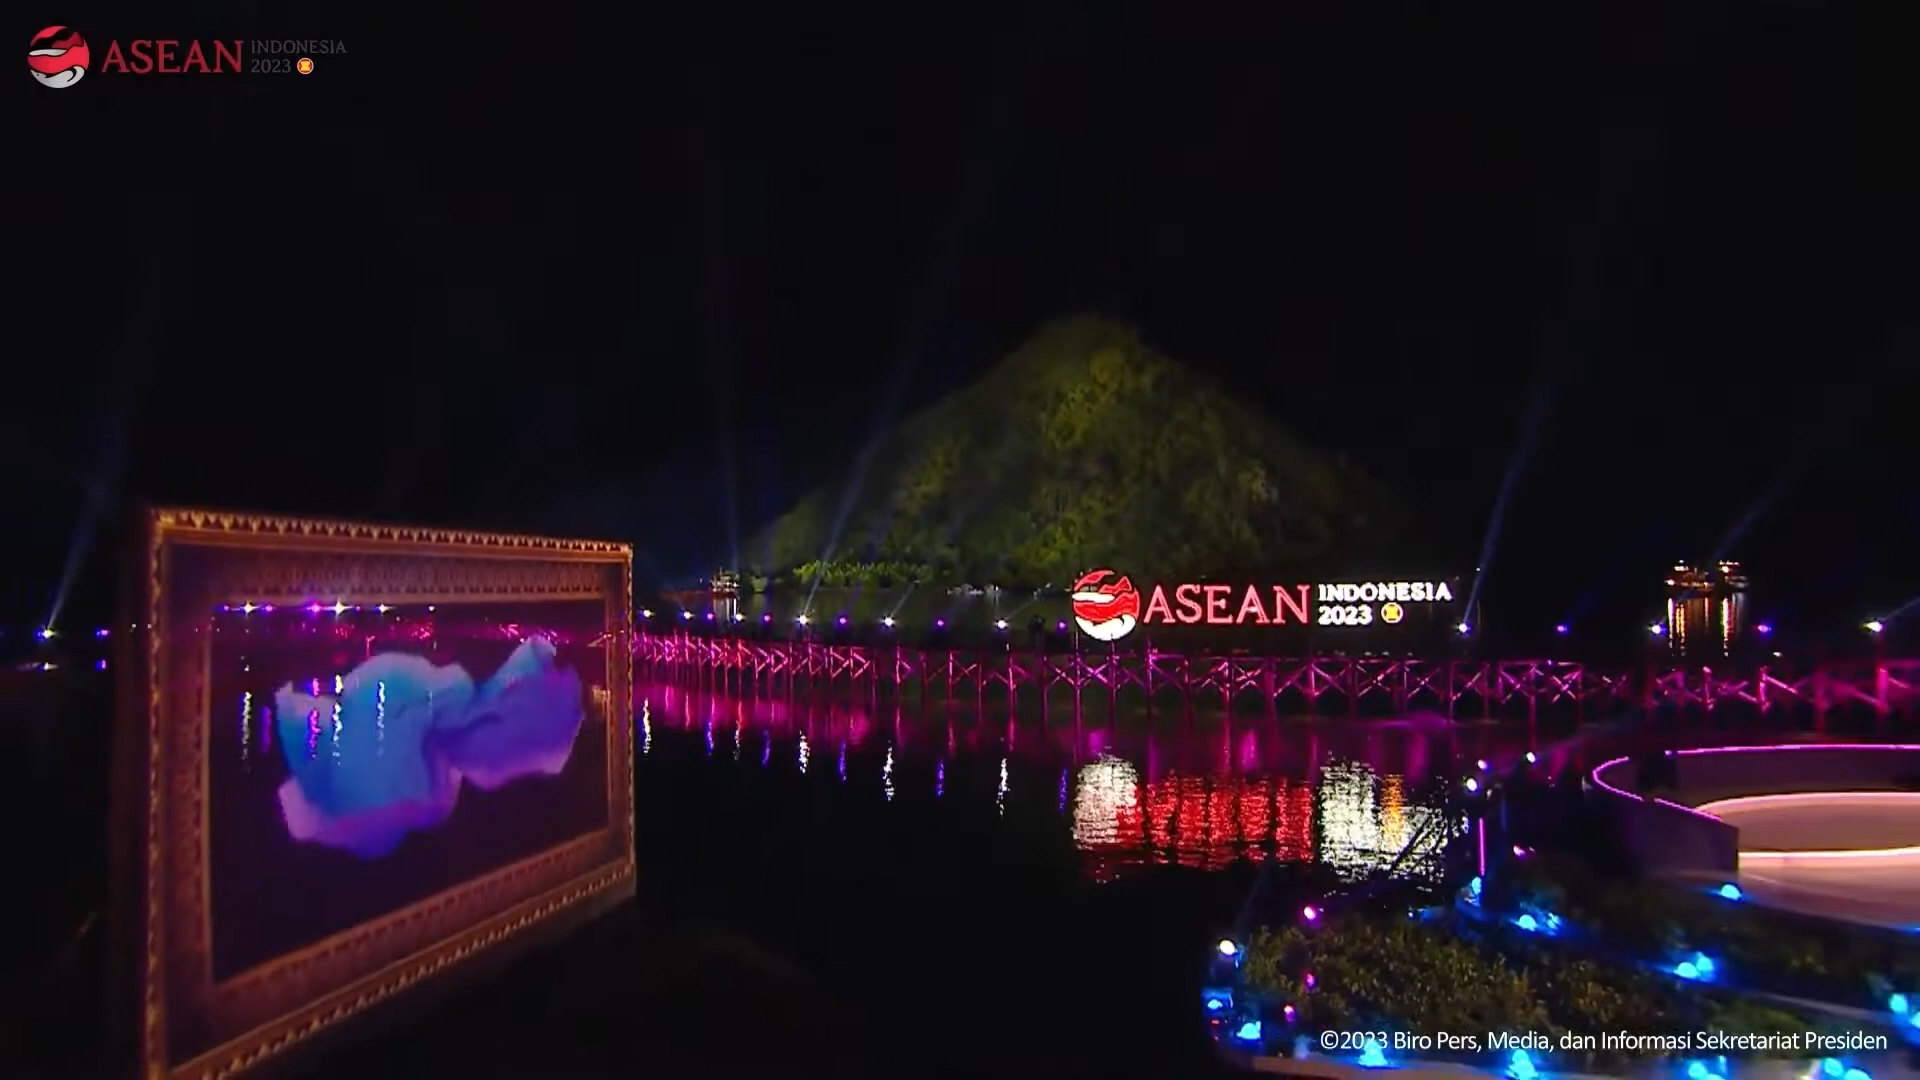 ASEAN INDONESIA
2023
ASEAN INDONESIA
2023
©2023 Biro Pers, Media, dan Informasi Sekretariat Presiden